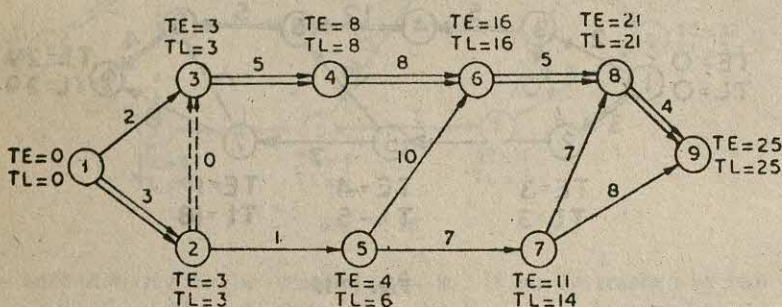 TE=3
TL=3
TE=8
TL=8
TE=16
TL=16
TE=21
TL=21
3
5
4
8
6
5
8
4
2
TE=0
TL=0
1
0
10
7
9
TE=25
TL=25
3
8
2
1
5
7
7
TE=3
TL=3
TE=4
TL=6
TE=11
TL=14